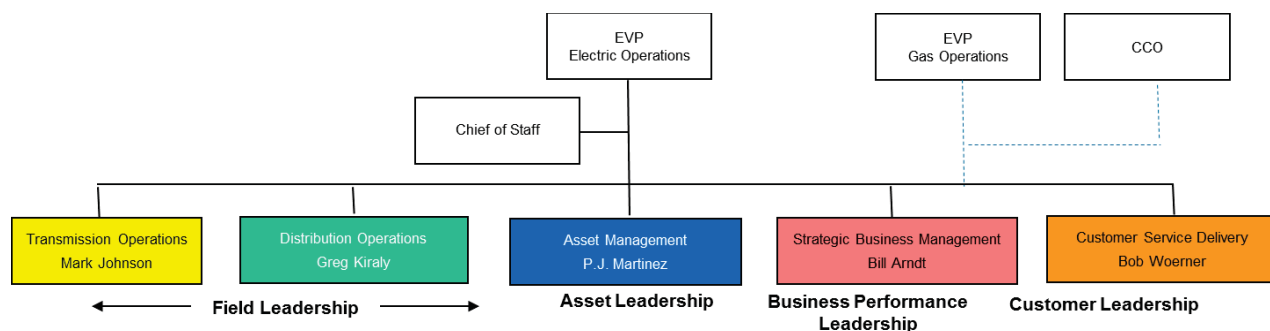 EVP
Electric Operations
EVP
Gas Operations
CCO
Chief of Staff
Transmission Operations
Mark Johnson
Distribution Operations
Greg Kiraly
Asset Management
P.J. Martinez
Strategic Business Management
Bill Arndt
Customer Service Delivery
Bob Woerner
Field Leadership
Asset Leadership
Business Performance
Leadership
Customer Leadership